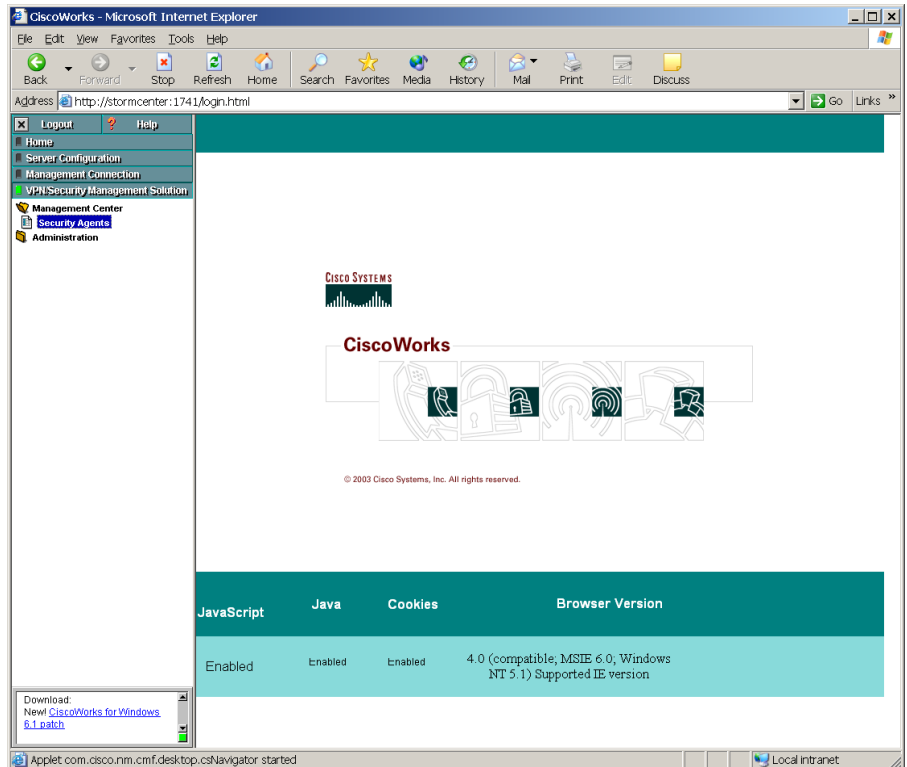 CiscoWorks - Microsoft Internet Explorer
File Edit View Favorites Tools Help
Back Forward Stop Refresh Home Search Favorites Media History Mail Print Edit Discuss
Address http://stormcenter:1741/login.html Go Links »
Logout ? Help
Home
Server Configuration
Management Connection
VPN/Security Management Solution
Management Center
Security Agents
Administration
CISCO SYSTEMS
CiscoWorks
© 2003 Cisco Systems, Inc. All rights reserved.
JavaScript Java Cookies Browser Version
Enabled Enabled Enabled 4.0 (compatible; MSIE 6.0; Windows
NT 5.1) Supported IE version
Download:
New! CiscoWorks for Windows
6.1 patch
Applet com.cisco.nm.cmf.desktop.csNavigator started Local intranet